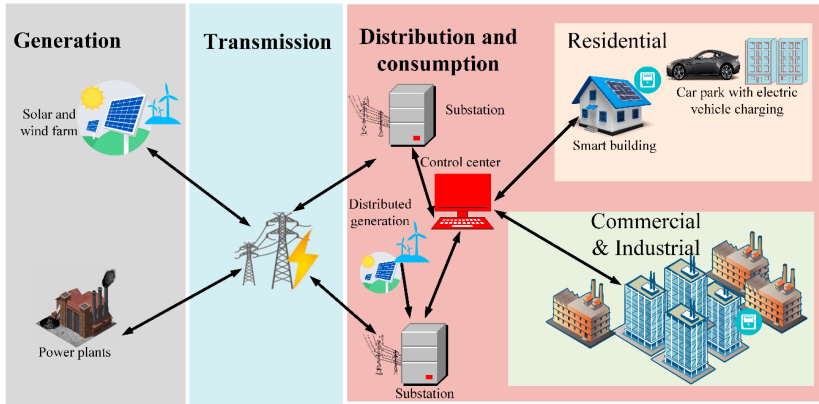 Generation
Solar and
wind farm
Power plants
Transmission
Distribution and
consumption
Substation
Control center
Distributed
generation
Substation
Residential
Car park with electric
vehicle charging
Smart building
Commercial
& Industrial